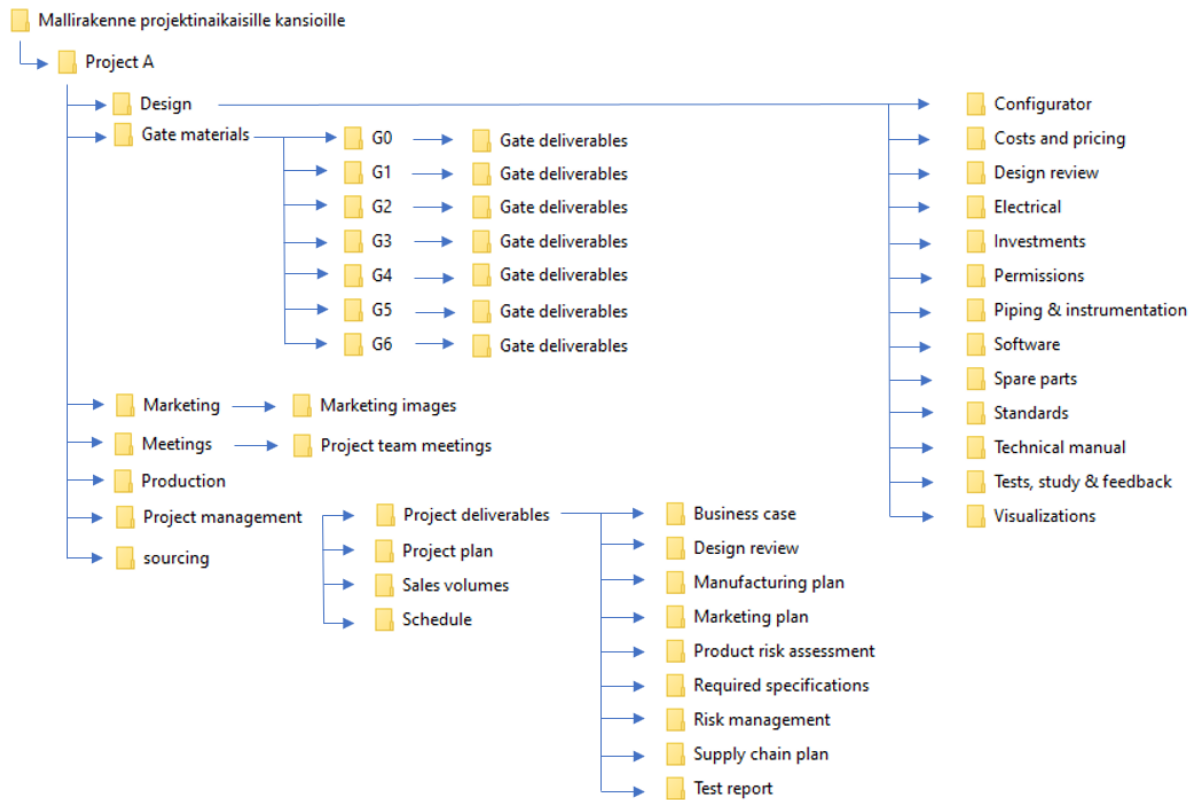 Mallirakenne projektinaikaisille kansioille
Project A
Design
Configurator
Costs and pricing
Design review
Electrical
Investments
Permissions
Piping & instrumentation
Software
Spare parts
Standards
Technical manual
Tests, study & feedback
Visualizations
Gate materials
G0
Gate deliverables
G1
Gate deliverables
G2
Gate deliverables
G3
Gate deliverables
G4
Gate deliverables
G5
Gate deliverables
G6
Gate deliverables
Marketing
Marketing images
Meetings
Project team meetings
Production
Project management
Project deliverables
Business case
Design review
Manufacturing plan
Marketing plan
Product risk assessment
Required specifications
Risk management
Supply chain plan
Test report
Project plan
Sales volumes
Schedule
sourcing